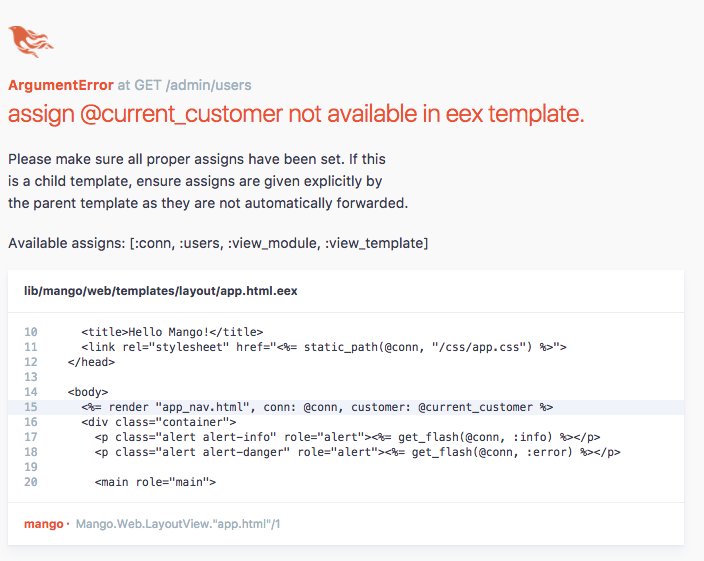 ArgumentError at GET /admin/users
assign @current_customer not available in eex template.
Please make sure all proper assigns have been set. If this
is a child template, ensure assigns are given explicitly by
the parent template as they are not automatically forwarded.
Available assigns: [:conn, :users, :view_module, :view_template]
lib/mango/web/templates/layout/app.html.eex
10 <title>Hello Mango!</title>
11 <link rel="stylesheet" href="<%= static_path(@conn, "/css/app.css") %>">
12 </head>
13
14 <body>
15 <%= render "app_nav.html", conn: @conn, customer: @current_customer %>
16 <div class="container">
17 <p class="alert alert-info" role="alert"><%= get_flash(@conn, :info) %></p>
18 <p class="alert alert-danger" role="alert"><%= get_flash(@conn, :error) %></p>
19
20 <main role="main">
mango · Mango.Web.LayoutView."app.html"/1